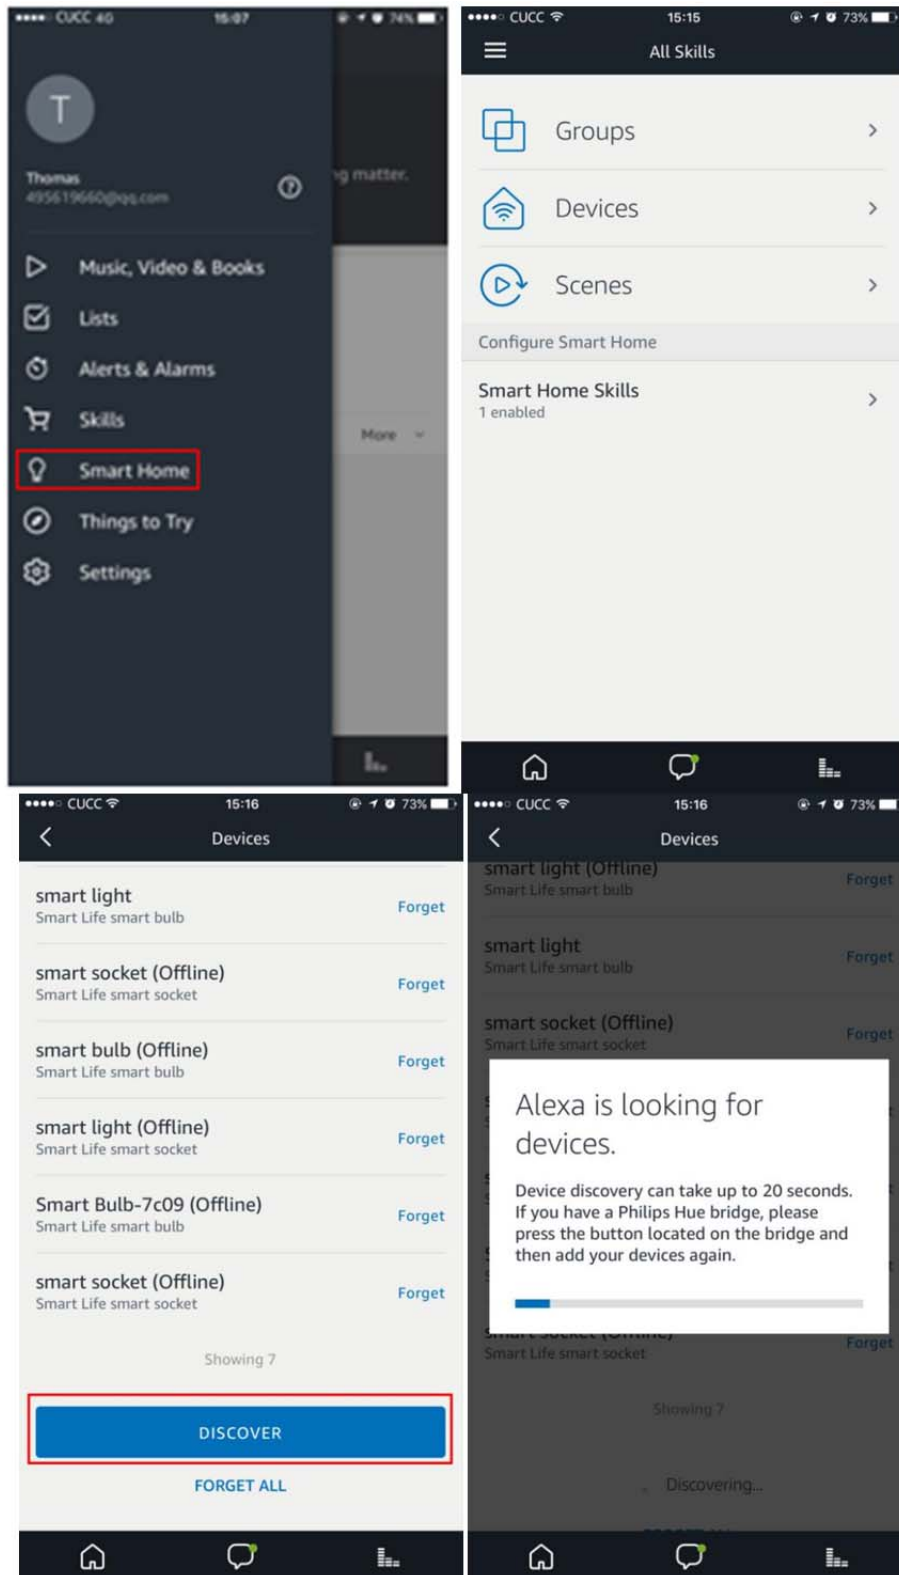 CUCC 4G 15:07 74%
T
Thomas
495619660@qq.com
ng matter.
Music, Video & Books
Lists
Alerts & Alarms
Skills
More
Smart Home
Things to Try
Settings
CUCC 15:15 73%
All Skills
Groups
Devices
Scenes
Configure Smart Home
Smart Home Skills
1 enabled
CUCC 15:16 73%
Devices
smart light
Smart Life smart bulb
Forget
smart socket (Offline)
Smart Life smart socket
Forget
smart bulb (Offline)
Smart Life smart bulb
Forget
smart light (Offline)
Smart Life smart socket
Forget
Smart Bulb-7c09 (Offline)
Smart Life smart bulb
Forget
smart socket (Offline)
Smart Life smart socket
Forget
Showing 7
DISCOVER
FORGET ALL
CUCC 15:16 73%
Devices
smart light (Offline)
Smart Life smart bulb
Forget
smart light
Smart Life smart bulb
Forget
smart socket (Offline)
Smart Life smart socket
Forget
Alexa is looking for
devices.
Device discovery can take up to 20 seconds.
If you have a Philips Hue bridge, please
press the button located on the bridge and
then add your devices again.
smart socket (Offline)
Smart Life smart socket
Forget
Showing 7
Discovering...